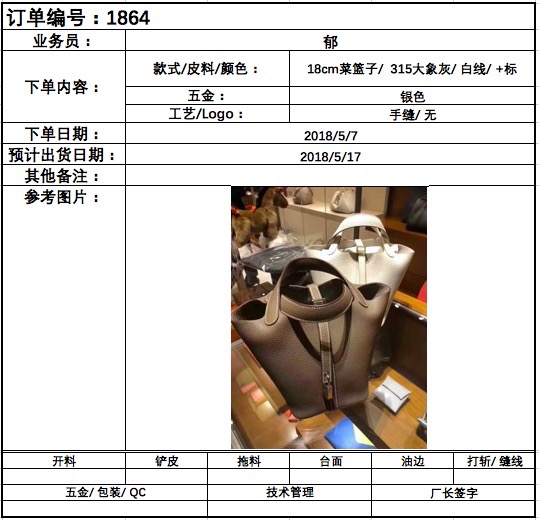 订单编号：1864
业务员： 郁
下单内容： 款式/皮料/颜色： 18cm菜篮子/ 315大象灰/ 白线/ +标
五金： 银色
工艺/Logo： 手缝/ 无
下单日期： 2018/5/7
预计出货日期： 2018/5/17
其他备注：
参考图片：
开料 铲皮 拖料 台面 油边 打斩/ 缝线
五金/ 包装/ QC 技术管理 厂长签字